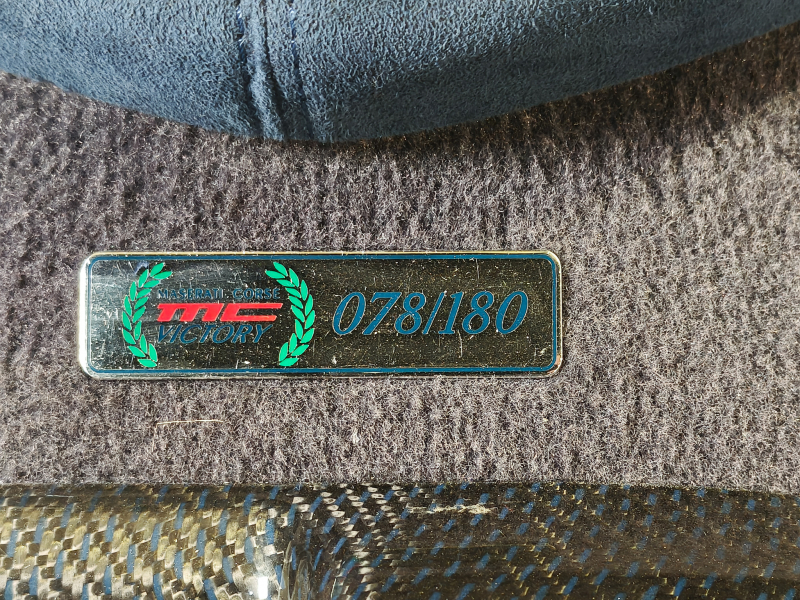 MASERATI CORSE
MC
VICTORY
078/180